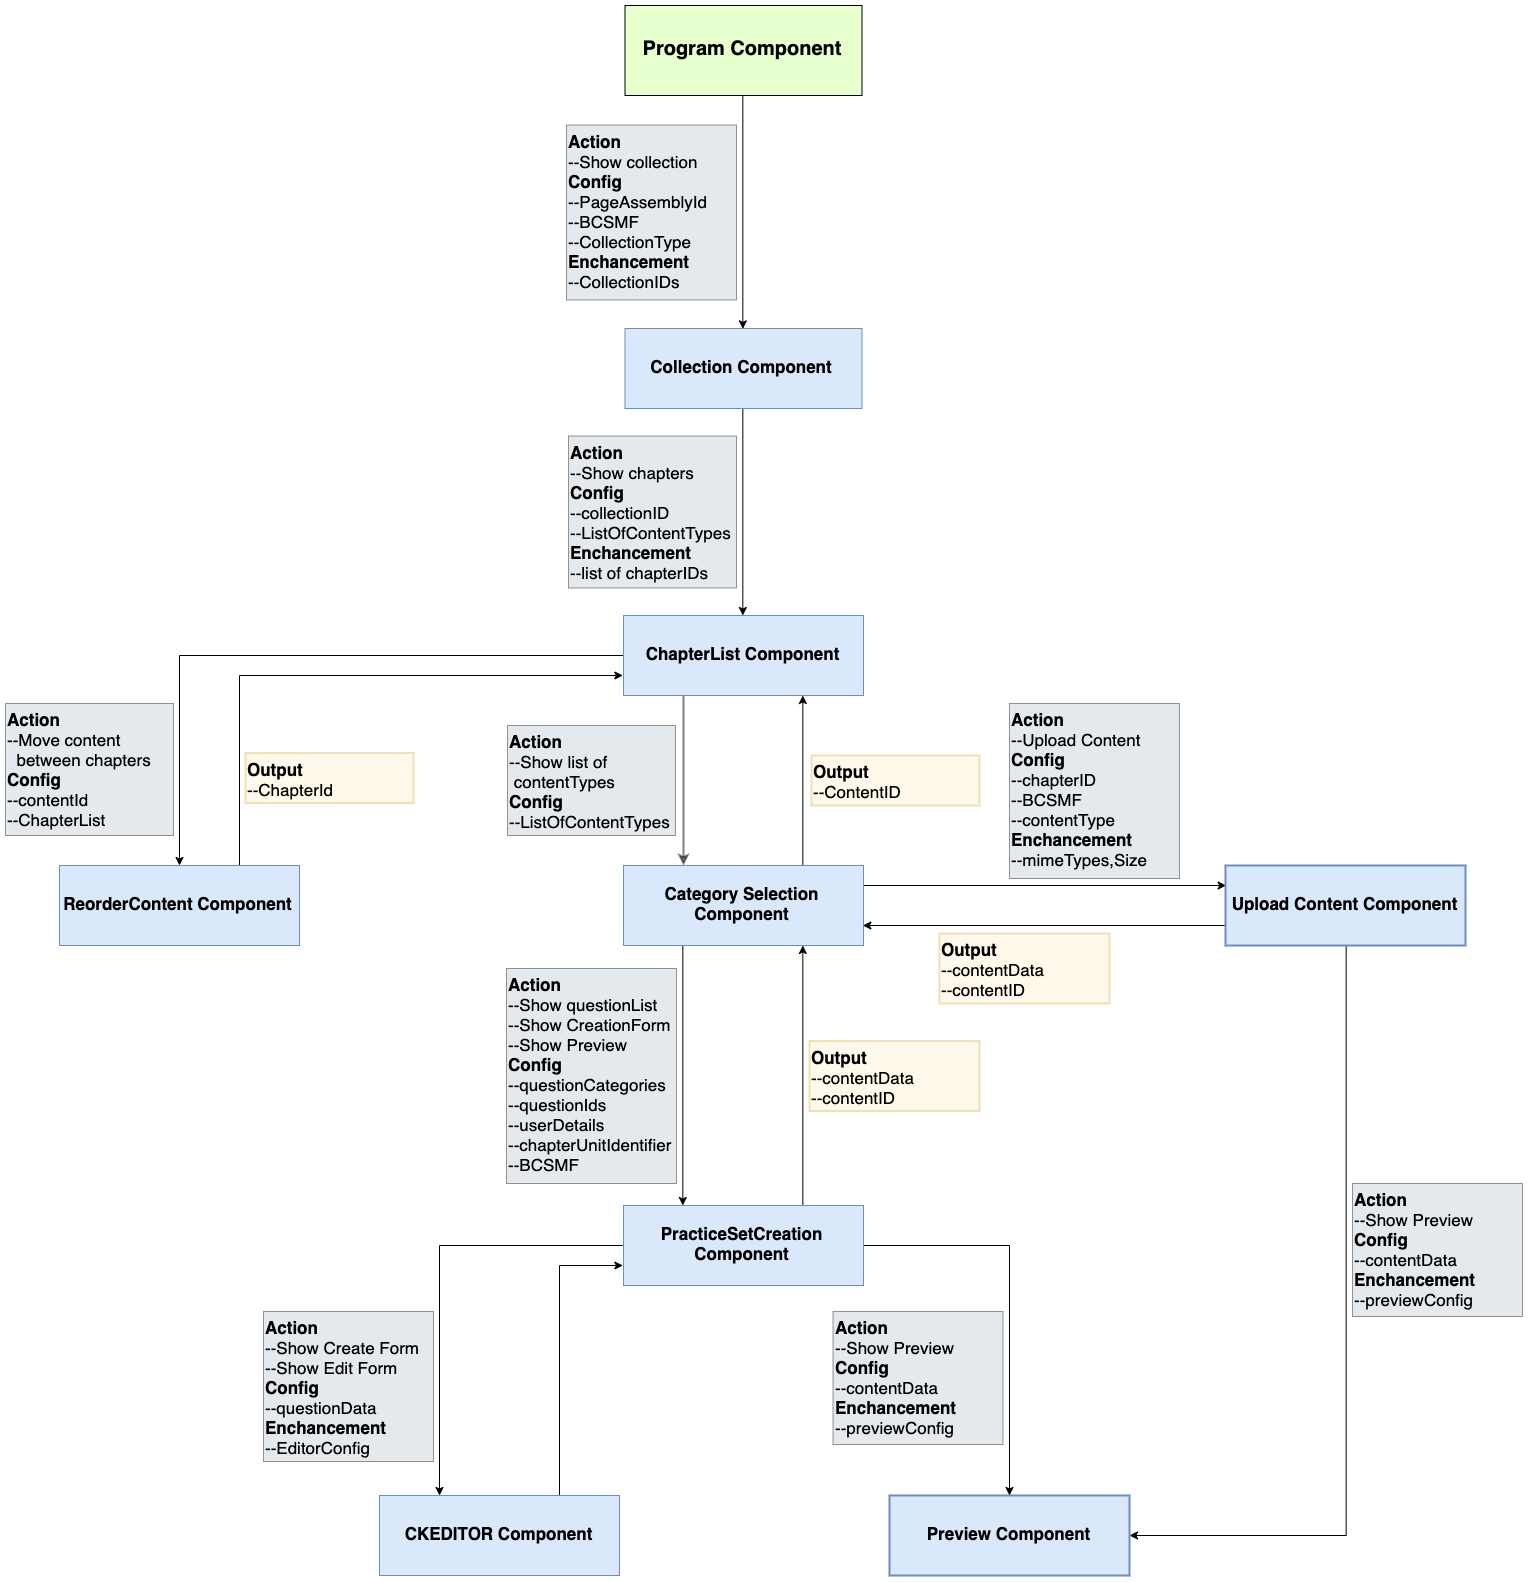 Program Component
Action
--Show collection
Config
--PageAssemblyId
--BCSMF
--CollectionType
Enchancement
--CollectionIDs
Collection Component
Action
--Show chapters
Config
--collectionID
--ListOfContentTypes
Enchancement
--list of chapterIDs
ChapterList Component
Action
--Move content
between chapters
Config
--contentId
--ChapterList
Output
--ChapterId
Action
--Show list of
contentTypes
Config
--ListOfContentTypes
Output
--ContentID
Action
--Upload Content
Config
--chapterID
--BCSMF
--contentType
Enchancement
--mimeTypes,Size
ReorderContent Component
Category Selection
Component
Upload Content Component
Output
--contentData
--contentID
Action
--Show questionList
--Show CreationForm
--Show Preview
Config
--questionCategories
--questionIds
--userDetails
--chapterUnitIdentifier
--BCSMF
Output
--contentData
--contentID
Action
--Show Preview
Config
--contentData
Enchancement
--previewConfig
PracticeSetCreation
Component
Action
--Show Create Form
--Show Edit Form
Config
--questionData
Enchancement
--EditorConfig
Action
--Show Preview
Config
--contentData
Enchancement
--previewConfig
CKEDITOR Component
Preview Component